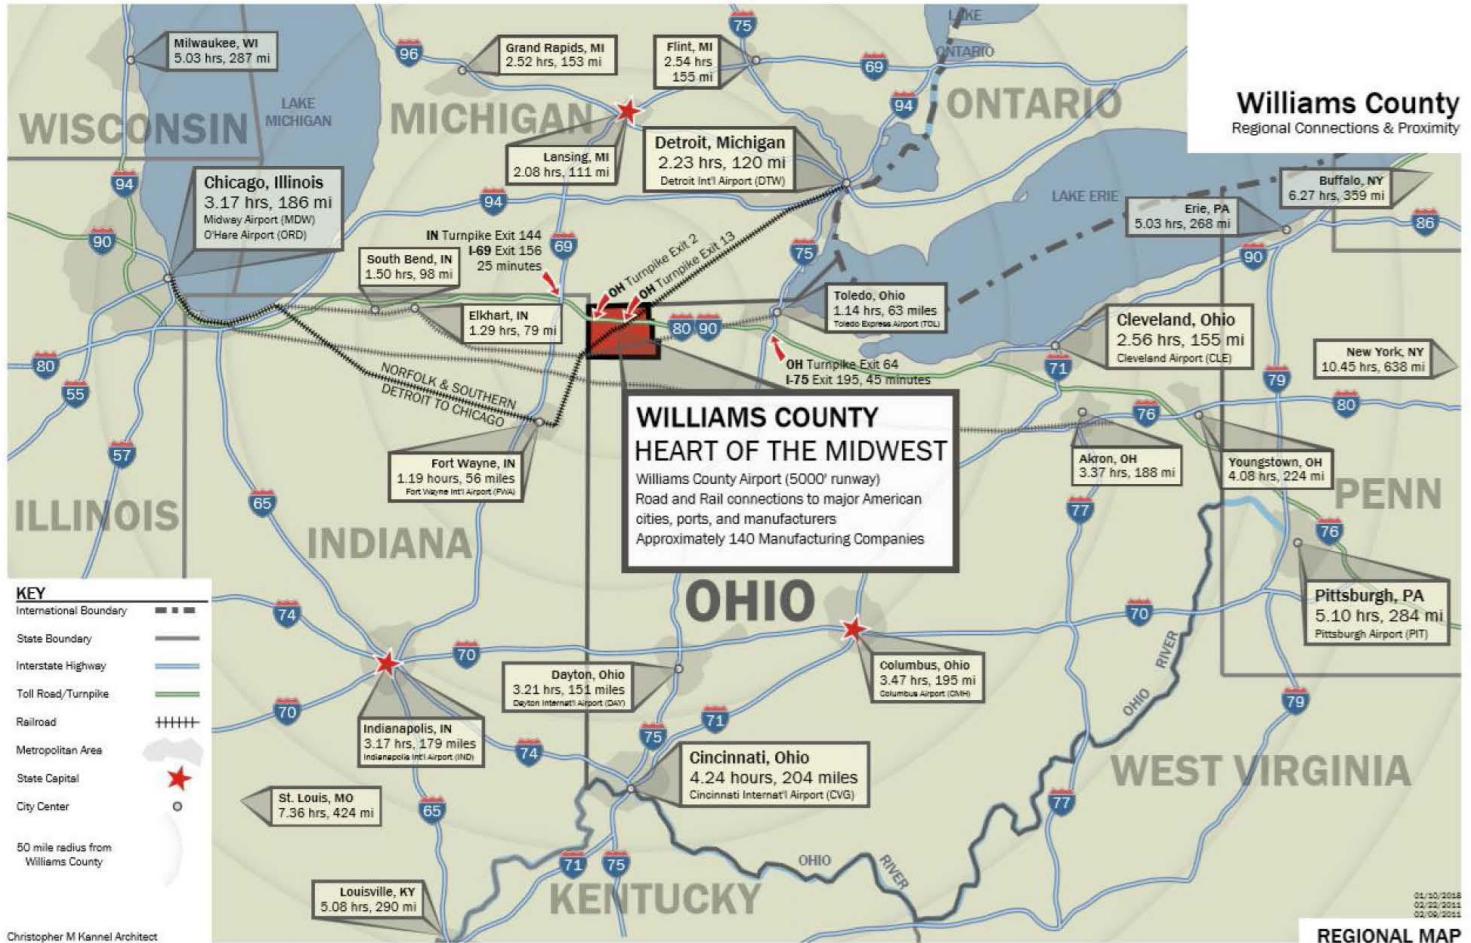 Williams County
Regional Connections & Proximity
Milwaukee, WI
5.03 hrs, 287 mi
Grand Rapids, MI
2.52 hrs, 153 mi
Flint, MI
2.54 hrs
155 mi
LAKE
ONTARIO
96
75
69
94
WISCONSIN
LAKE
MICHIGAN
MICHIGAN
ONTARIO
Lansing, MI
2.08 hrs, 111 mi
Detroit, Michigan
2.23 hrs, 120 mi
Detroit Int'l Airport (DTW)
94
Chicago, Illinois
3.17 hrs, 186 mi
Midway Airport (MDW)
O'Hare Airport (ORD)
94
LAKE ERIE
Erie, PA
5.03 hrs, 268 mi
Buffalo, NY
6.27 hrs, 359 mi
86
90
90
IN Turnpike Exit 144
I-69 Exit 156
25 minutes
69
OH Turnpike Exit 2
OH Turnpike Exit 13
75
South Bend, IN
1.50 hrs, 98 mi
Elkhart, IN
1.29 hrs, 79 mi
80
90
Toledo, Ohio
1.14 hrs, 63 miles
Toledo Express Airport (TOL)
Cleveland, Ohio
2.56 hrs, 155 mi
Cleveland Airport (CLE)
New York, NY
10.45 hrs, 638 mi
OH Turnpike Exit 64
I-75 Exit 195, 45 minutes
80
55
57
71
79
76
80
NORFOLK & SOUTHERN
DETROIT TO CHICAGO
WILLIAMS COUNTY
HEART OF THE MIDWEST
Williams County Airport (5000' runway)
Road and Rail connections to major American
cities, ports, and manufacturers
Approximately 140 Manufacturing Companies
Fort Wayne, IN
1.19 hours, 56 miles
Fort Wayne Int'l Airport (FWA)
Akron, OH
3.37 hrs, 188 mi
Youngstown, OH
4.08 hrs, 224 mi
PENN
65
77
76
ILLINOIS
INDIANA
OHIO
Pittsburgh, PA
5.10 hrs, 284 mi
Pittsburgh Airport (PIT)
KEY
International Boundary
State Boundary
Interstate Highway
Toll Road/Turnpike
Railroad
Metropolitan Area
State Capital
City Center
50 mile radius from
Williams County
74
70
70
70
Dayton, Ohio
3.21 hrs, 151 miles
Dayton Internat'l Airport (DAY)
Columbus, Ohio
3.47 hrs, 195 mi
Columbus Airport (CMH)
OHIO
RIVER
79
Indianapolis, IN
3.17 hrs, 179 miles
Indianapolis Int'l Airport (IND)
74
75
71
Cincinnati, Ohio
4.24 hours, 204 miles
Cincinnati Internat'l Airport (CVG)
WEST VIRGINIA
St. Louis, MO
7.36 hrs, 424 mi
65
77
71
75
OHIO
RIVER
Louisville, KY
5.08 hrs, 290 mi
KENTUCKY
01/10/2018
02/22/2011
02/09/2011
Christopher M Kannel Architect
REGIONAL MAP